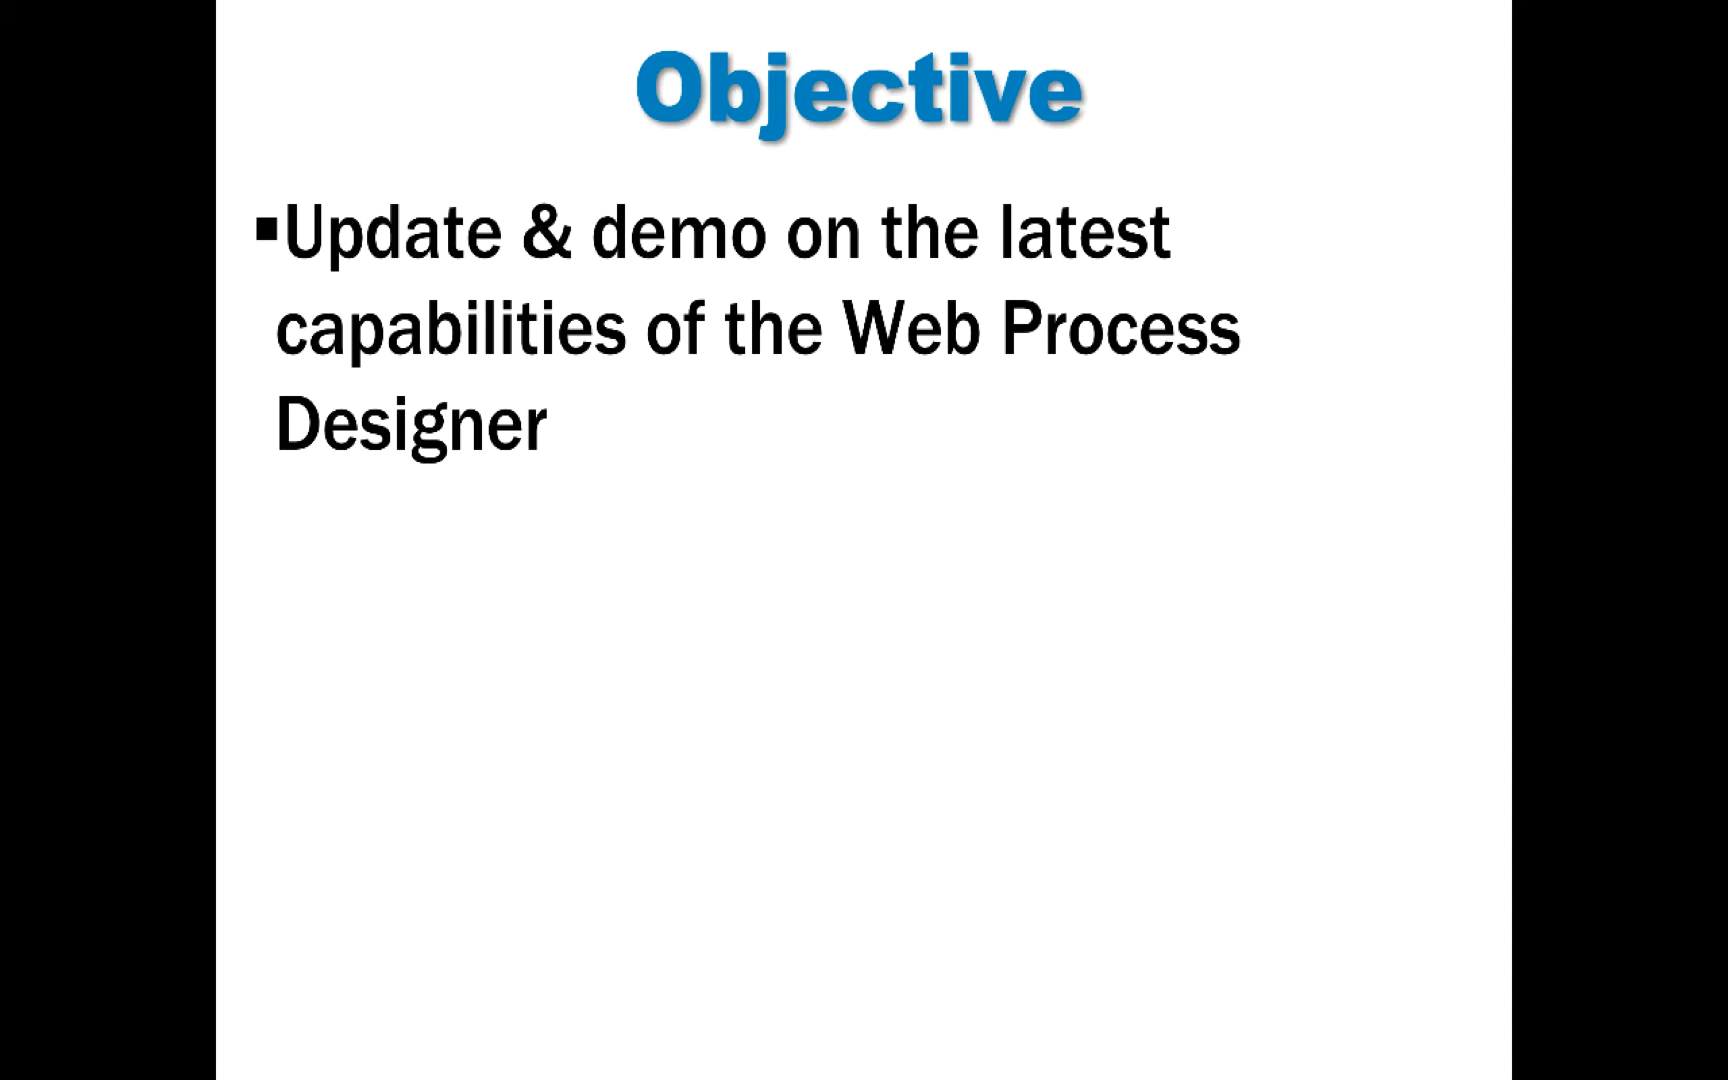 Objective
▪Update & demo on the latest
capabilities of the Web Process
Designer